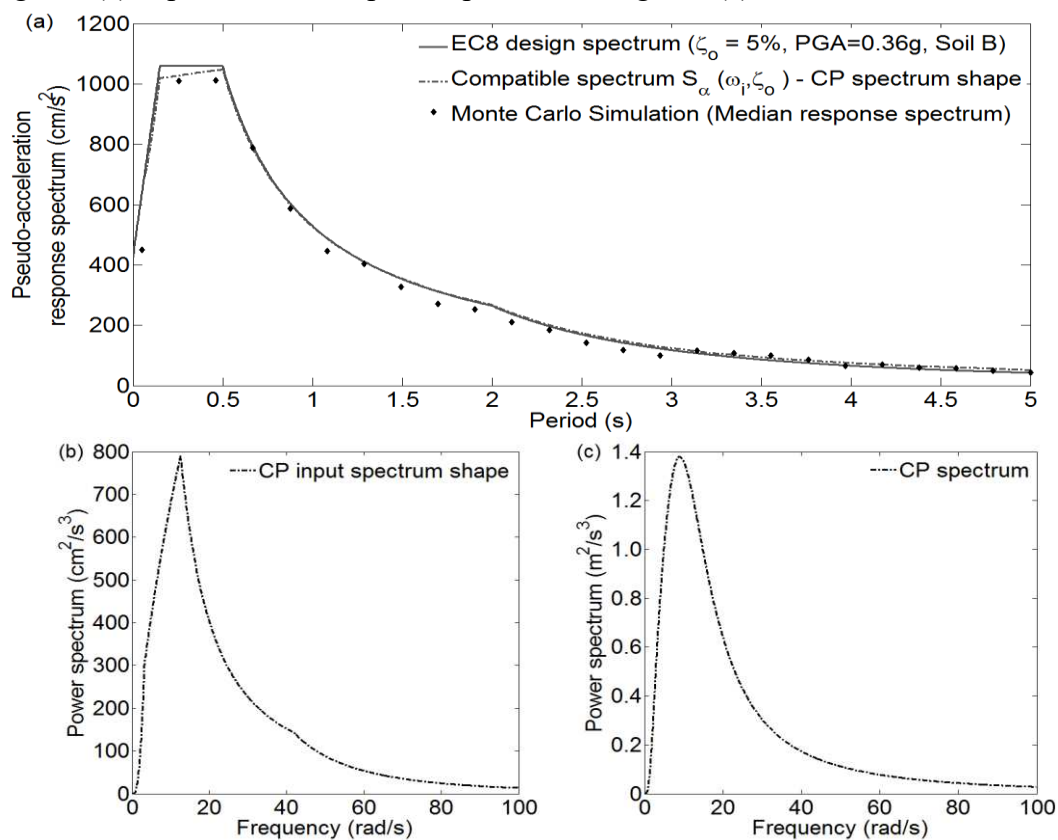 (a)
1200
1000
800
600
400
200
0
Pseudo-acceleration
response spectrum (cm/s²)
EC8 design spectrum (ζo = 5%, PGA=0.36g, Soil B)
Compatible spectrum Sα (ωi,ζo) - CP spectrum shape
Monte Carlo Simulation (Median response spectrum)
0 0.5 1 1.5 2 2.5 3 3.5 4 4.5 5
Period (s)
(b)
800
700
600
500
400
300
200
100
0
Power spectrum (cm²/s³)
CP input spectrum shape
0 20 40 60 80 100
Frequency (rad/s)
(c)
1.4
1.2
1.0
0.8
0.6
0.4
0.2
0
Power spectrum (m²/s³)
CP spectrum
0 20 40 60 80 100
Frequency (rad/s)